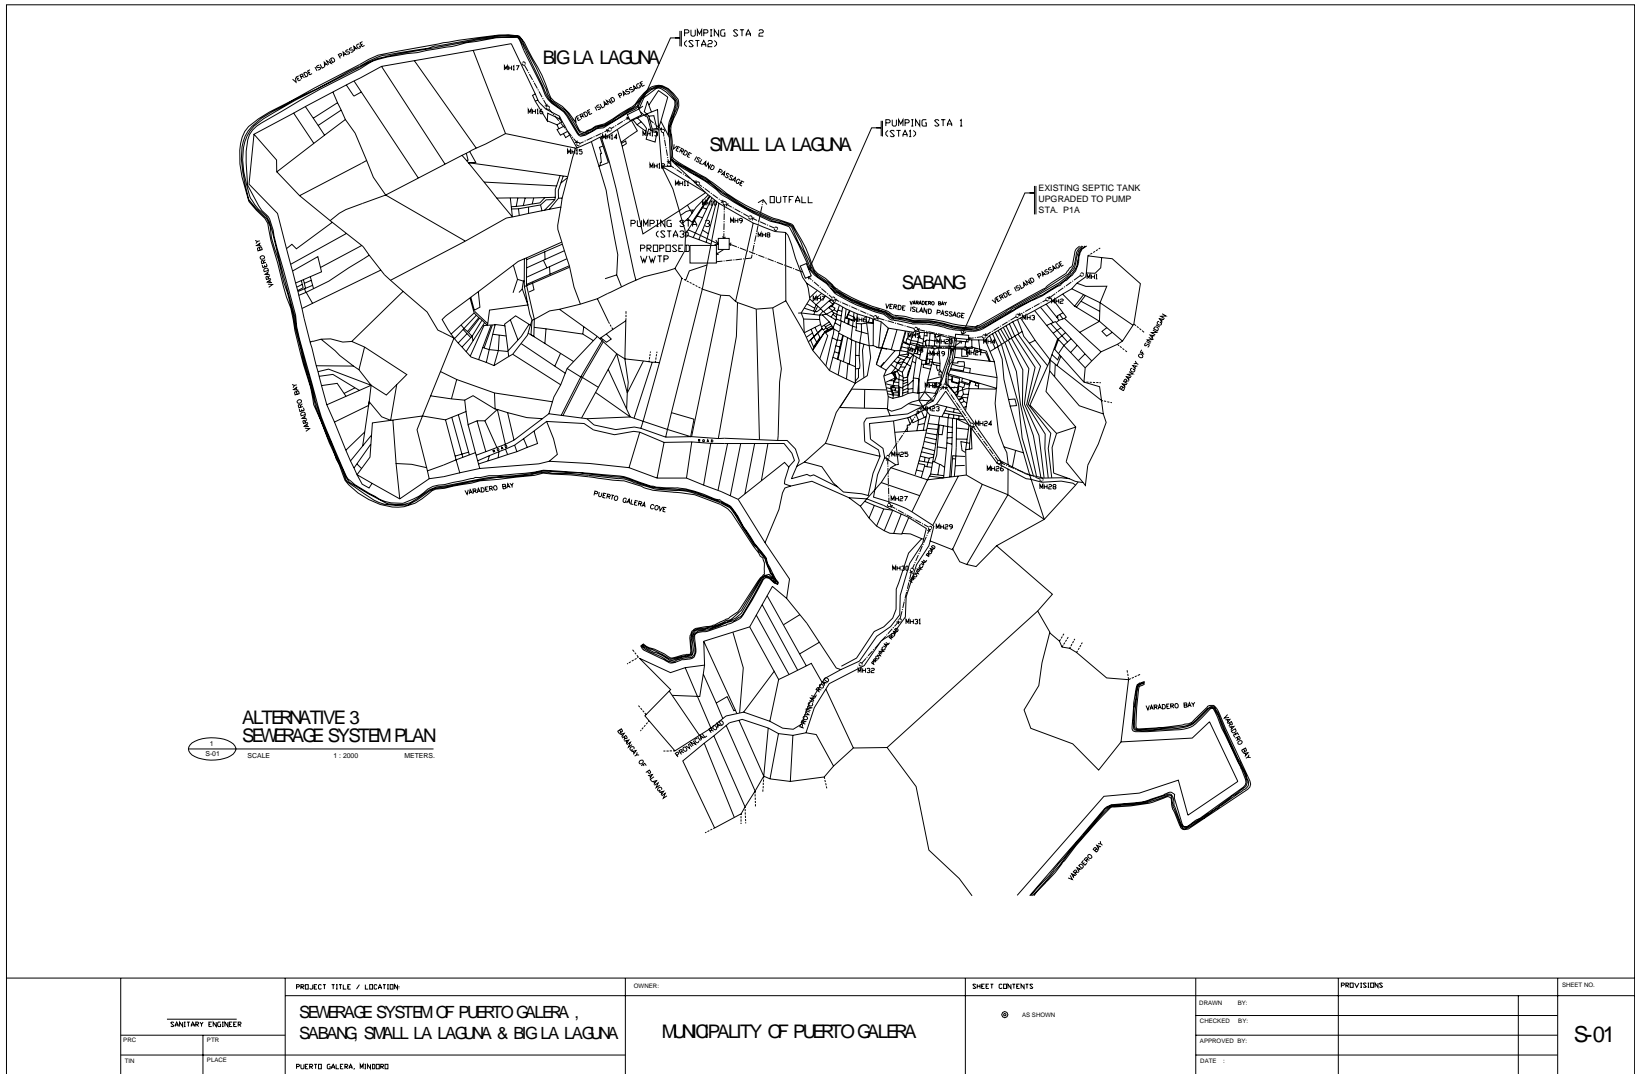 PUMPING STA 2
(STA2)
BIG LA LAGUNA
VERDE ISLAND PASSAGE
MH17
MH16
VERDE ISLAND PASSAGE
MH14
MH13
MH15
PUMPING STA 1
(STA1)
SMALL LA LAGUNA
VERDE ISLAND PASSAGE
MH12
MH11
EXISTING SEPTIC TANK
UPGRADED TO PUMP
STA. P1A
OUTFALL
MH9
MH8
PUMPING STA 3
(STA3)
PROPOSED
WWTP
VARADERO BAY
SABANG
VERDE ISLAND PASSAGE
MH1
MH2
MH3
MH7
VARADERO BAY
VERDE ISLAND PASSAGE
BARANGAY OF SINANDIGAN
MH21
MH23
MH24
MH25
MH26
MH28
MH27
MH29
VARADERO BAY
ROAD
ROAD
VARADERO BAY
PUERTO GALERA COVE
MH30
PROVINCIAL ROAD
MH31
PROVINCIAL ROAD
MH32
PROVINCIAL ROAD
PROVINCIAL ROAD
BARANGAY OF PALANGAN
VARADERO BAY
VARADERO BAY
VARADERO BAY
1
S-01
ALTERNATIVE 3
SEWERAGE SYSTEM PLAN
SCALE 1 : 2000 METERS.
SANITARY ENGINEER
PRC PTR
TIN PLACE
PROJECT TITLE / LOCATION:
SEWERAGE SYSTEM OF PUERTO GALERA ,
SABANG, SMALL LA LAGUNA & BIG LA LAGUNA
PUERTO GALERA, MINDORO
OWNER:
MUNICIPALITY OF PUERTO GALERA
SHEET CONTENTS
AS SHOWN
DRAWN BY:
CHECKED BY:
APPROVED BY:
DATE :
PROVISIONS
SHEET NO.
S-01